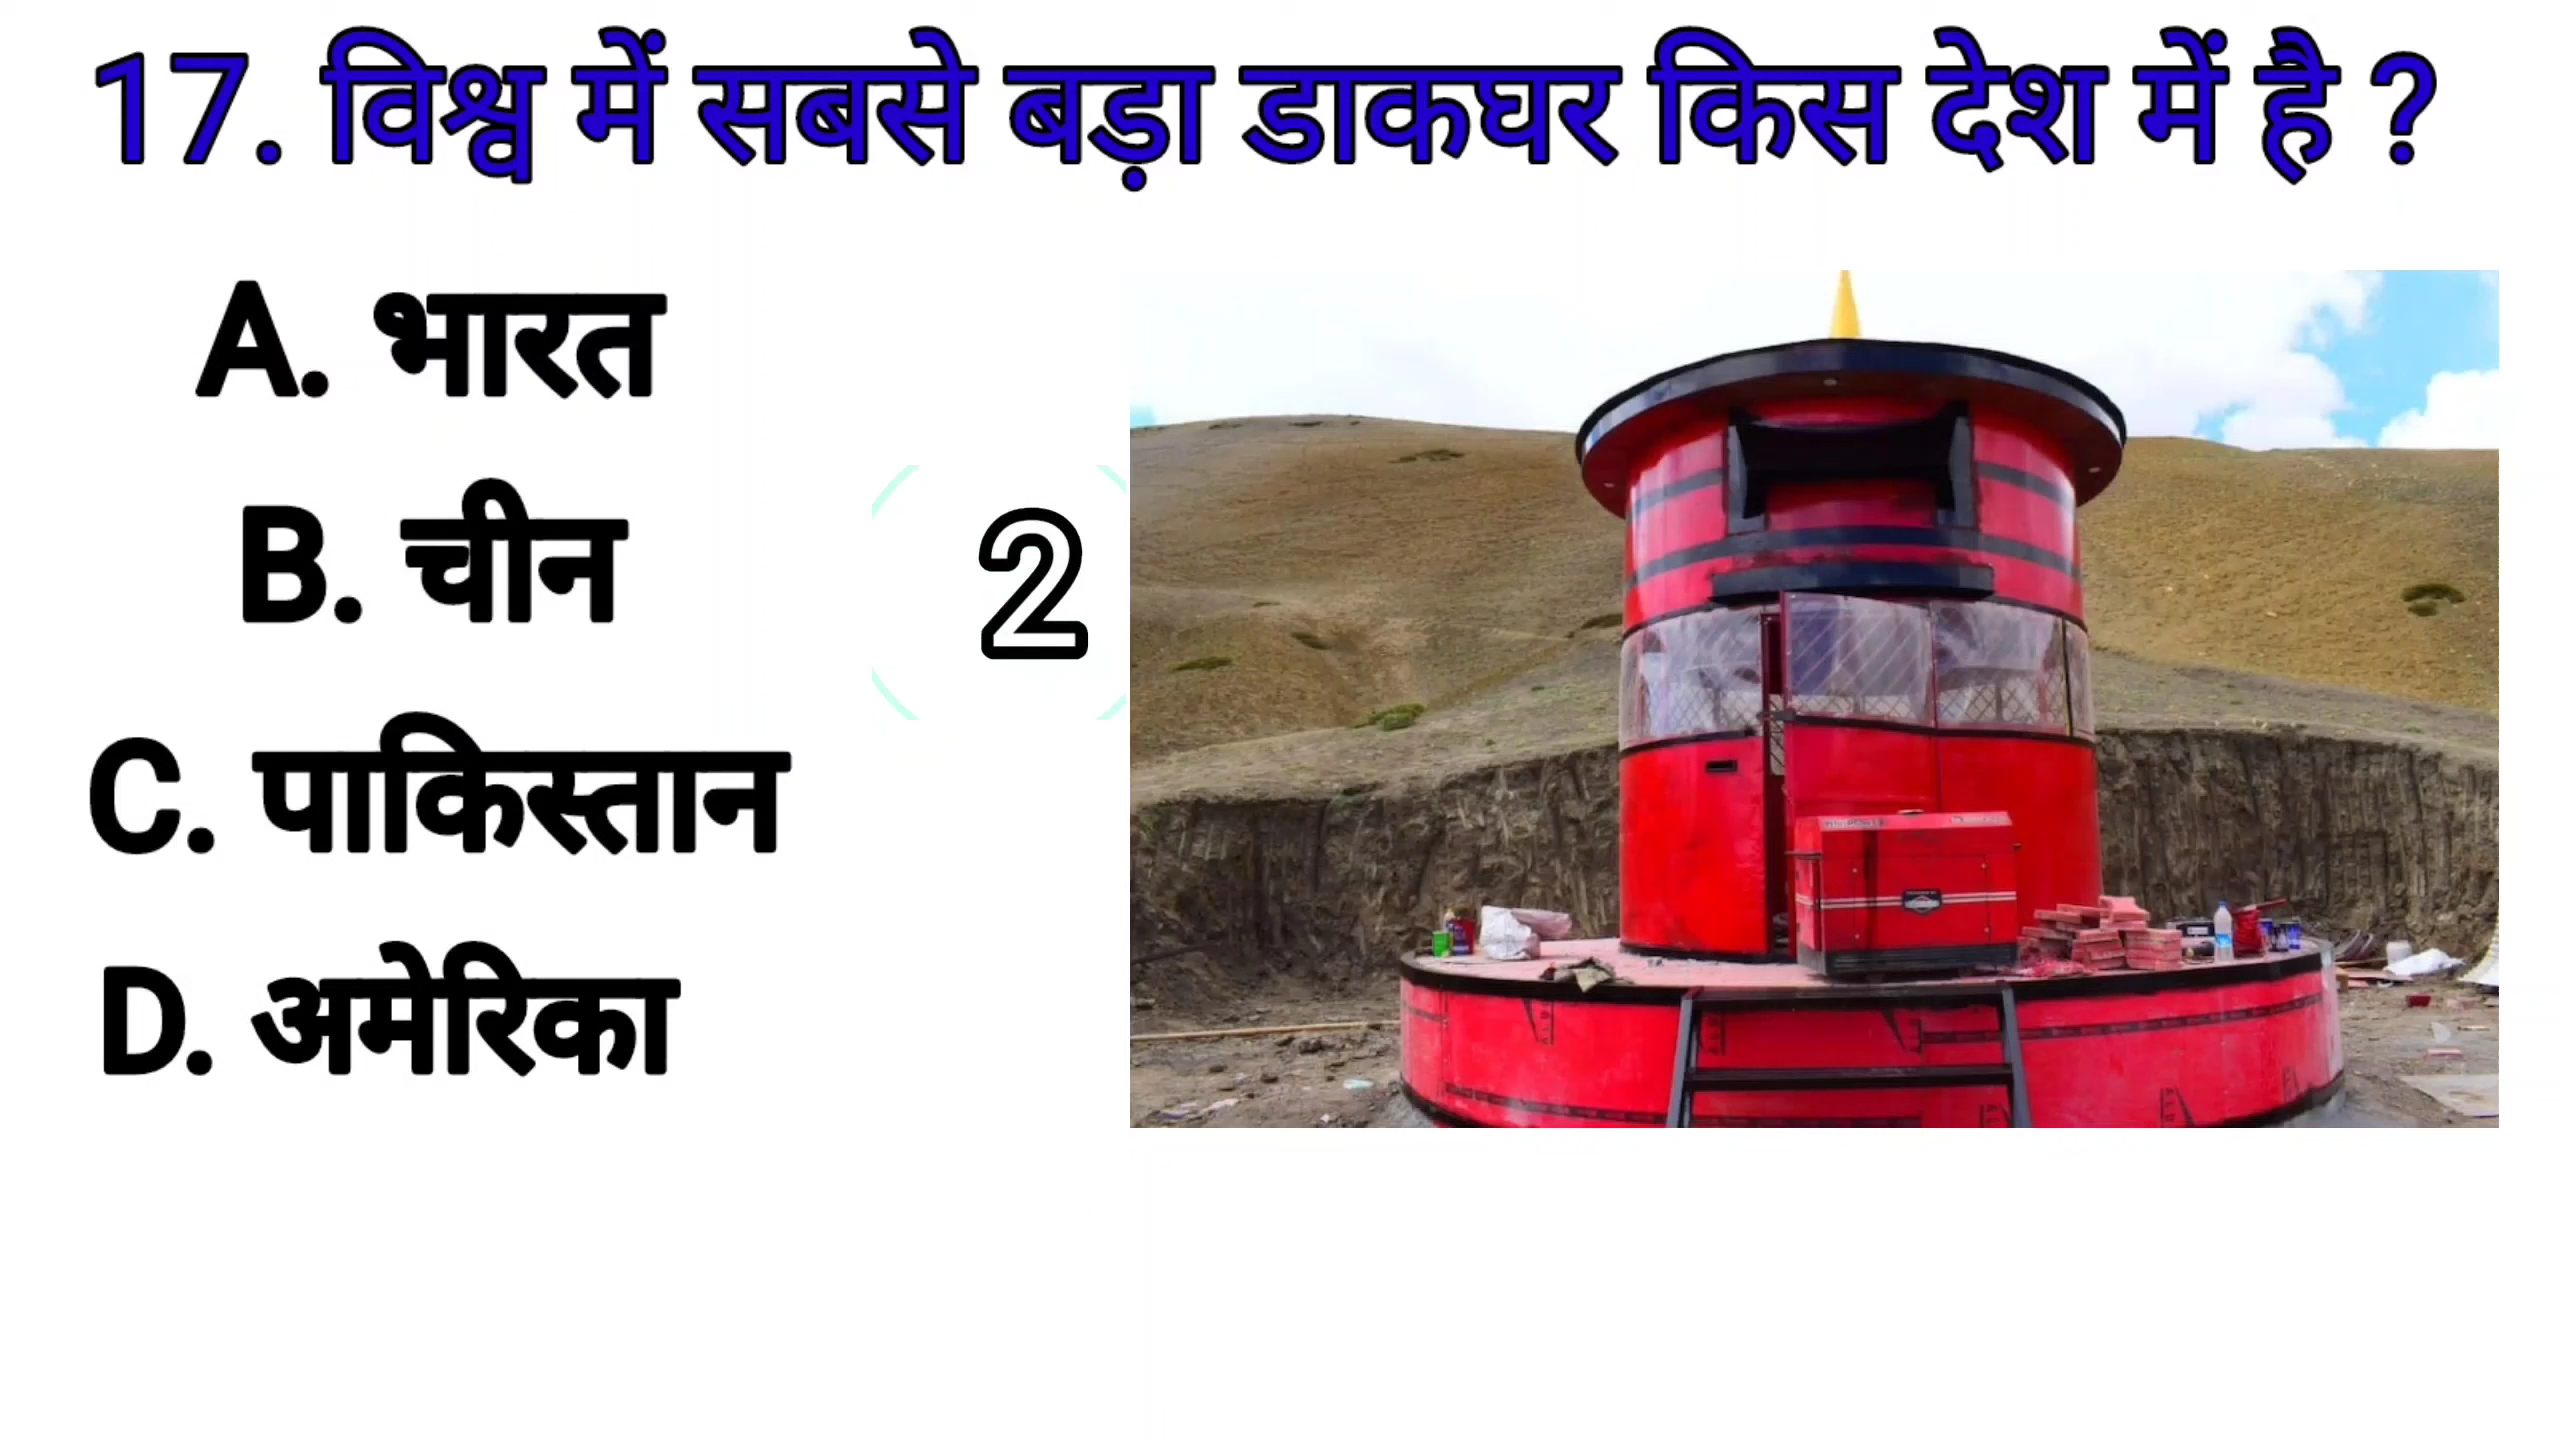 17. विश्व में सबसे बड़ा डाकघर किस देश में है ?
A. भारत
B. चीन
2
C. पाकिस्तान
D. अमेरिका